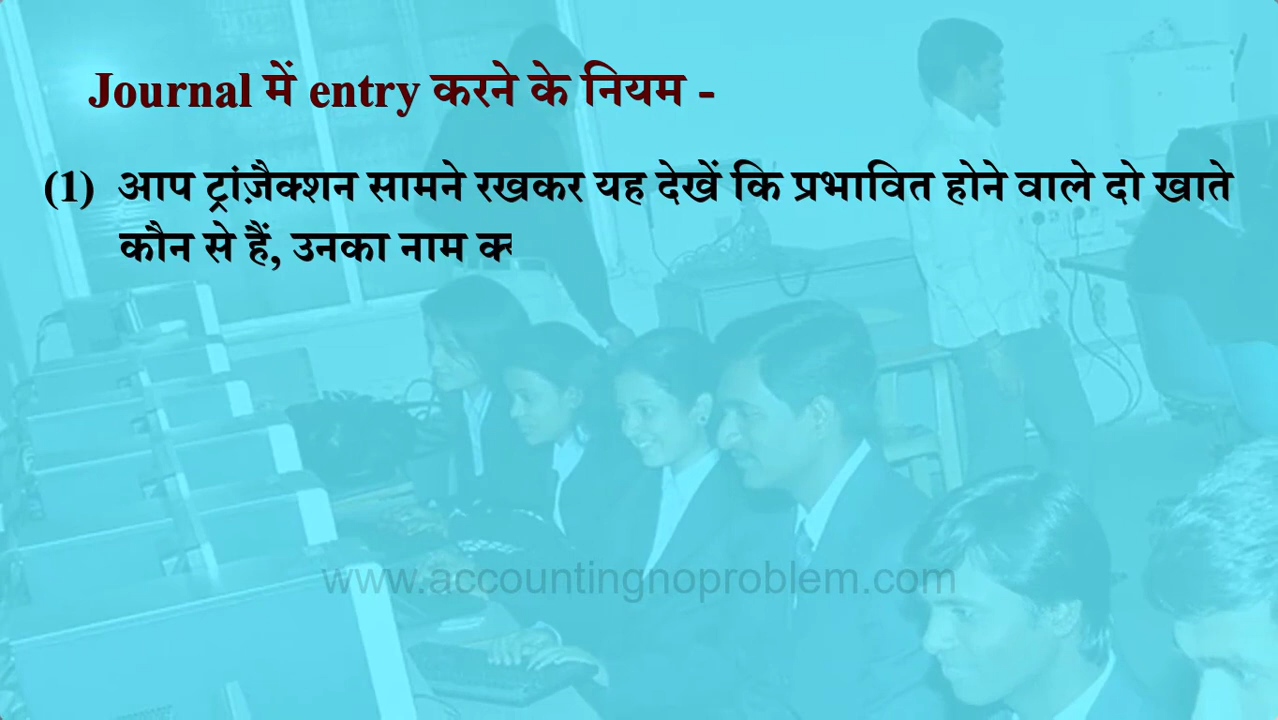 Journal में entry करने के नियम -
(1) आप ट्रांज़ैक्शन सामने रखकर यह देखें कि प्रभावित होने वाले दो खाते
कौन से हैं, उनका नाम
www.accountingnoproblem.com